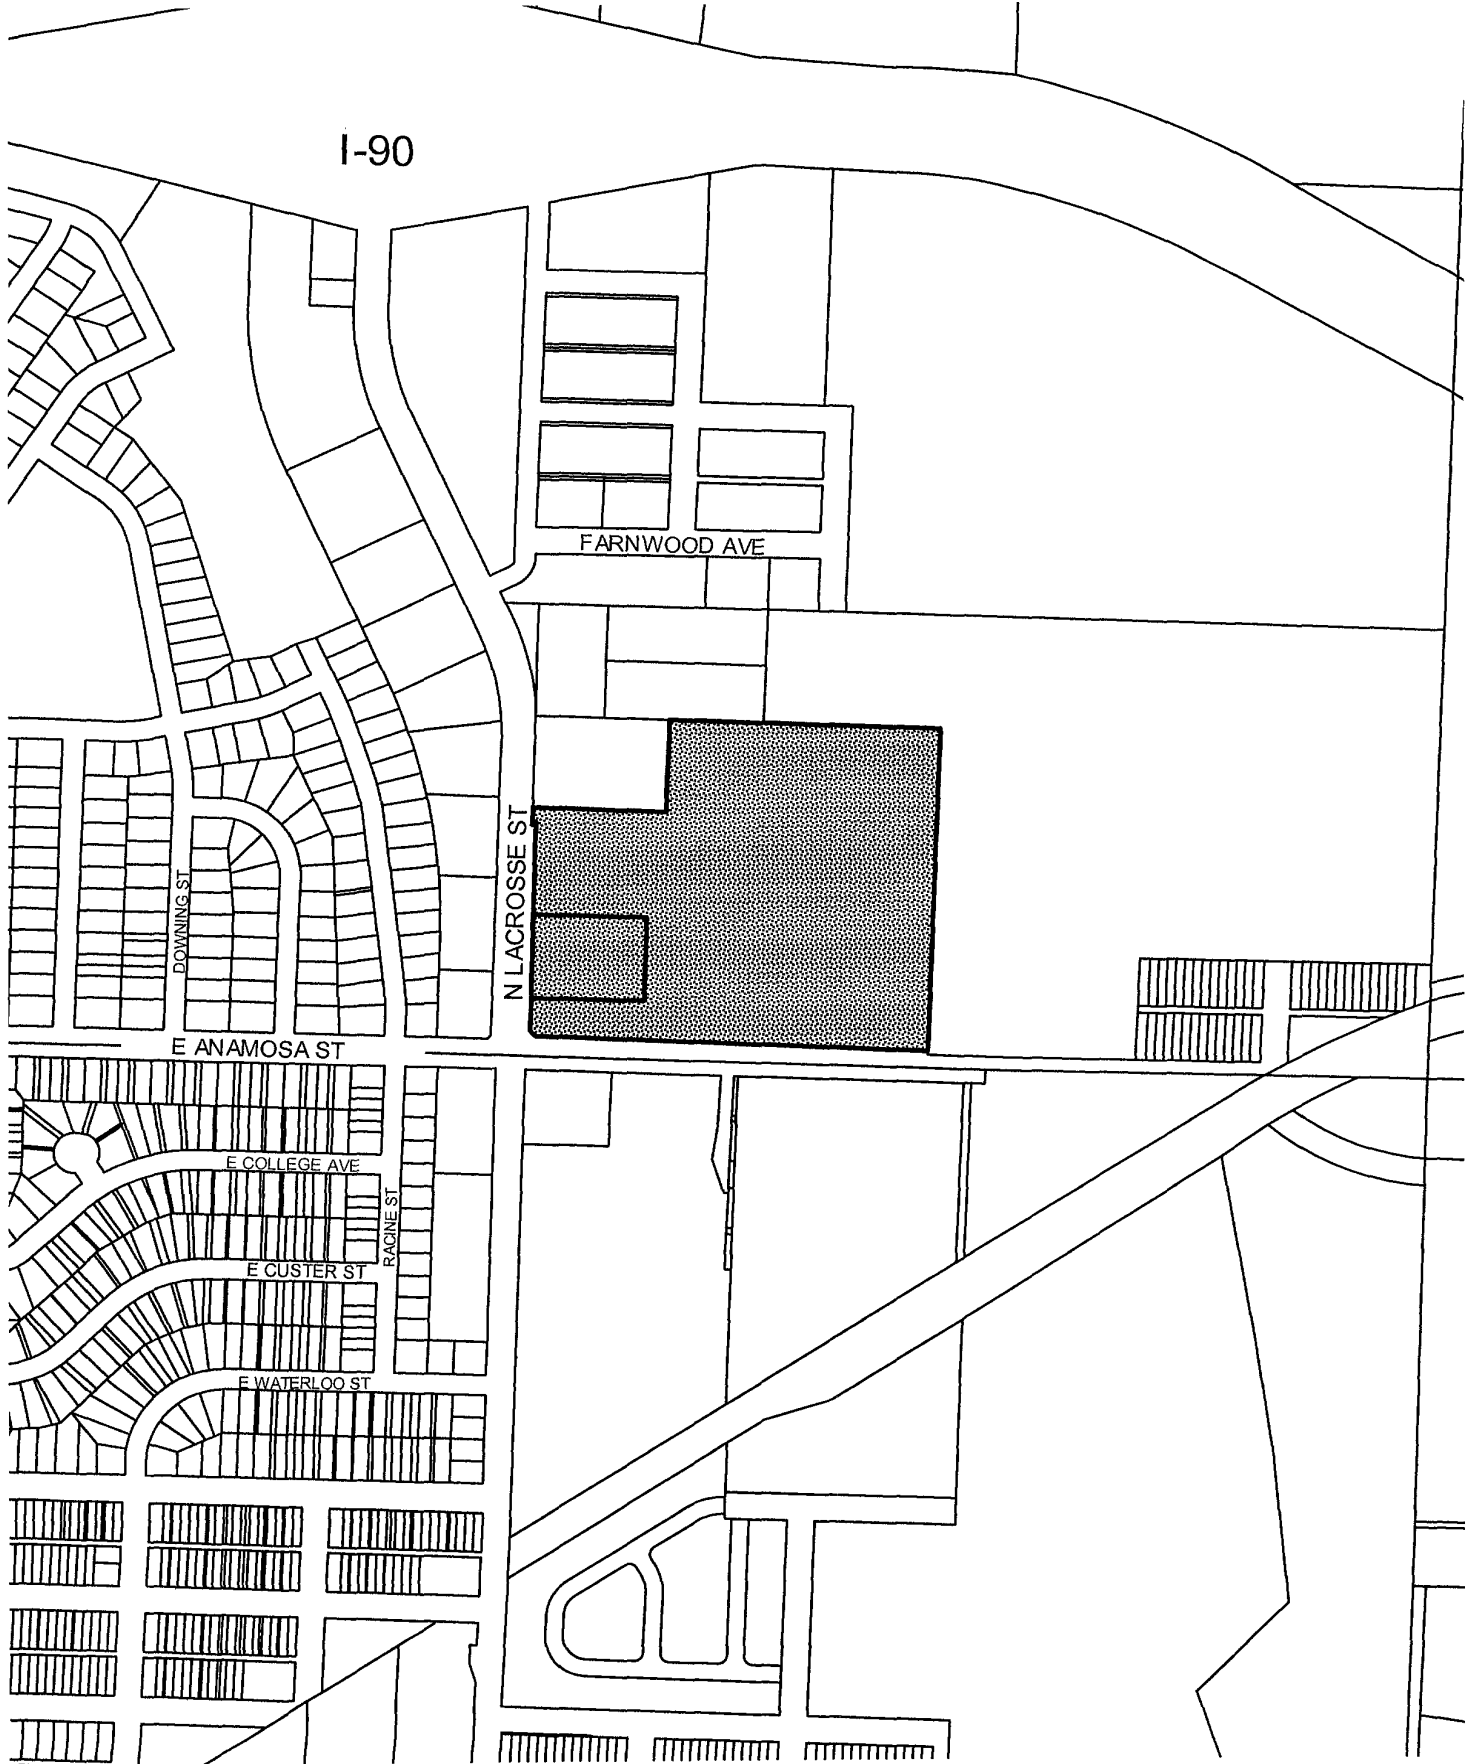 I-90
FARNWOOD AVE
N LACROSSE ST
DOWNING ST
E ANAMOSA ST
E COLLEGE AVE
RACINE ST
E CUSTER ST
E WATERLOO ST